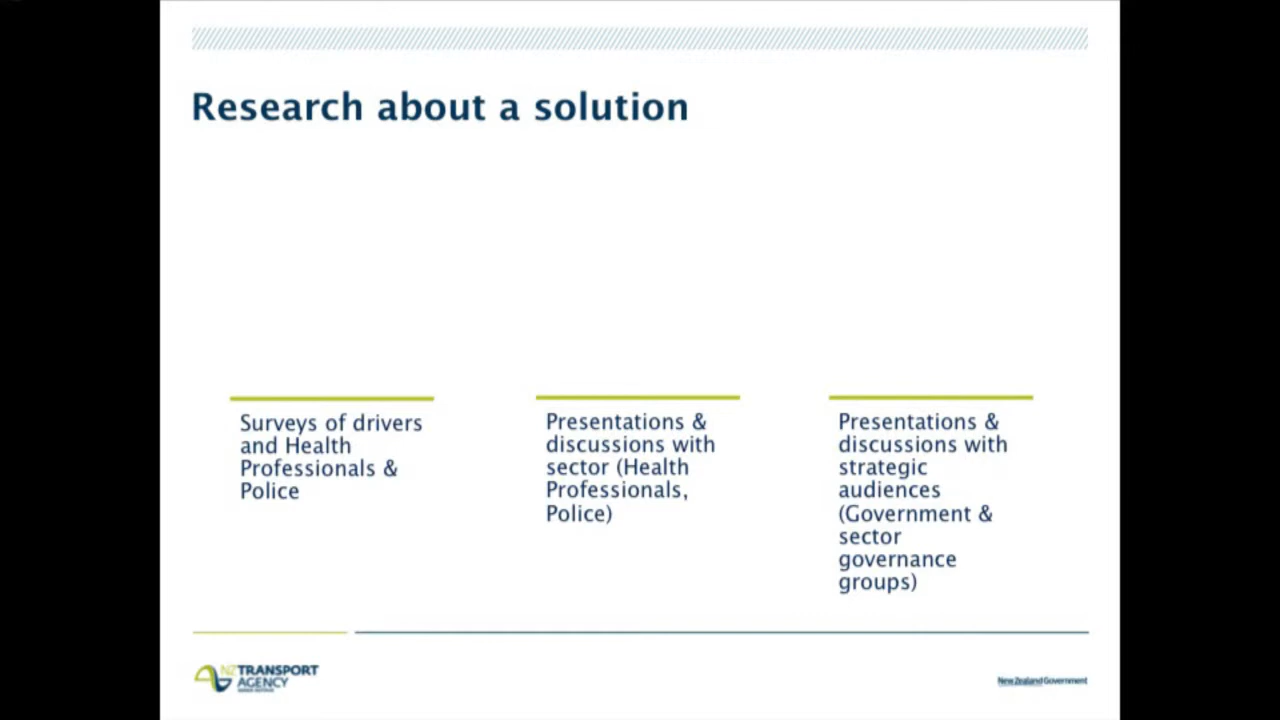 Research about a solution
Surveys of drivers
and Health
Professionals &
Police
Presentations &
discussions with
sector (Health
Professionals,
Police)
Presentations &
discussions with
strategic
audiences
(Government &
sector
governance
groups)
NZ TRANSPORT
AGENCY
New Zealand Government